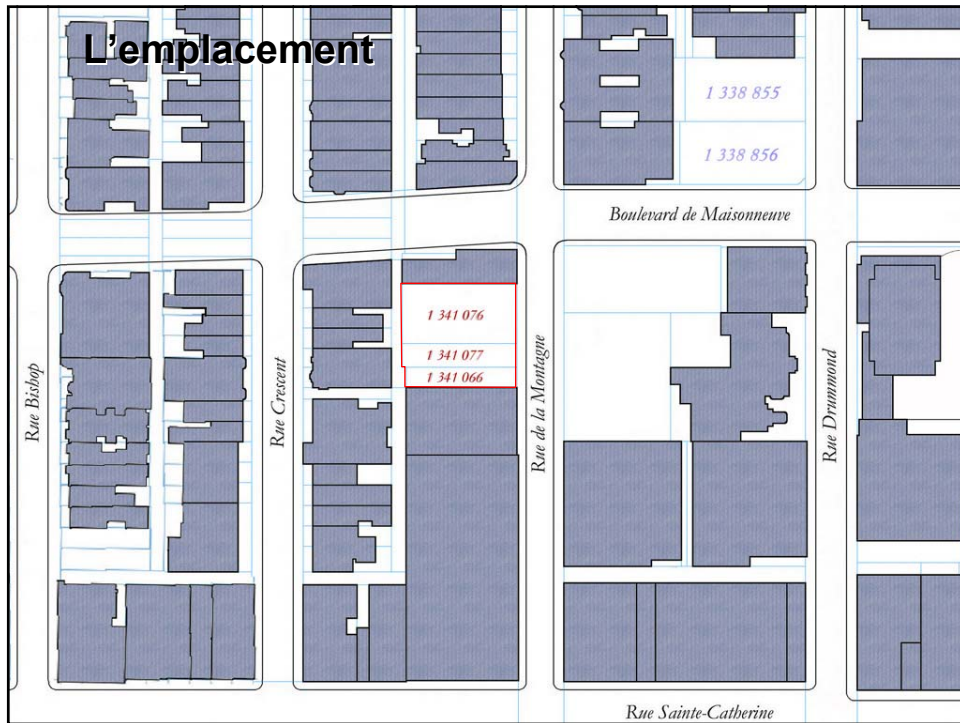 L'emplacement
1 338 855
1 338 856
Boulevard de Maisonneuve
1 341 076
1 341 077
1 341 066
Rue Bishop
Rue Crescent
Rue de la Montagne
Rue Drummond
Rue Sainte-Catherine